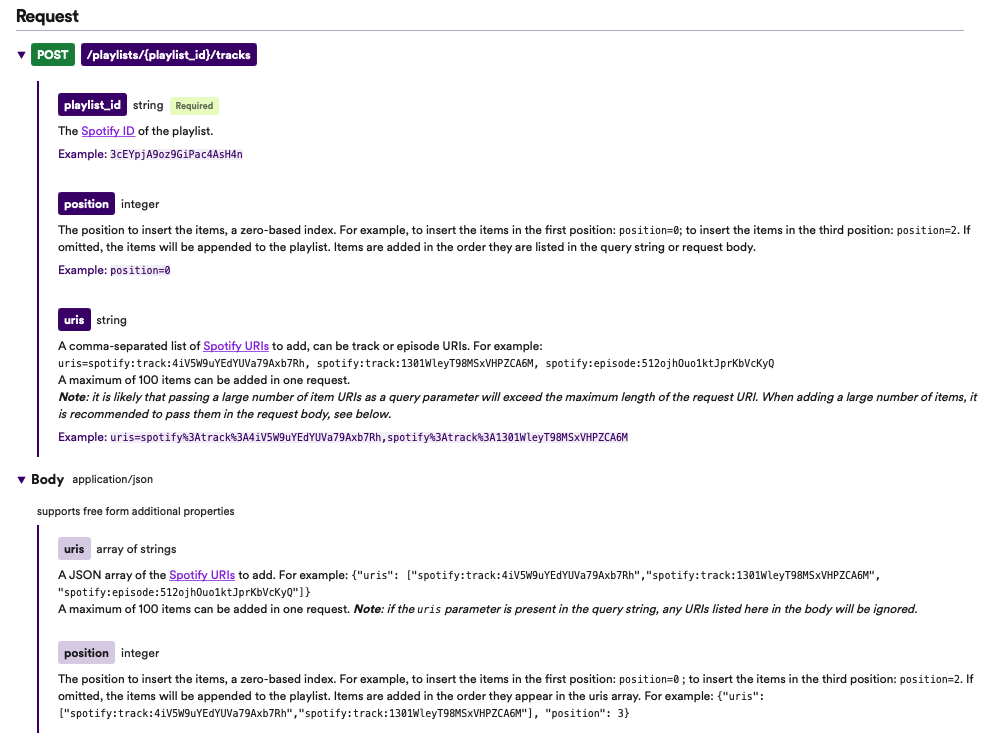 Request
POST /playlists/{playlist_id}/tracks
playlist_id string Required
The Spotify ID of the playlist.
Example: 3cEYpjA9oz9GiPac4AsH4n
position integer
The position to insert the items, a zero-based index. For example, to insert the items in the first position: position=0; to insert the items in the third position: position=2. If
omitted, the items will be appended to the playlist. Items are added in the order they are listed in the query string or request body.
Example: position=0
uris string
A comma-separated list of Spotify URIs to add, can be track or episode URIs. For example:
uris=spotify:track:4iV5W9uYEdYUVa79Axb7Rh, spotify:track:1301WleyT98MSxVHPZCA6M, spotify:episode:512ojhOuo1ktJprKbVcKyQ
A maximum of 100 items can be added in one request.
Note: it is likely that passing a large number of item URIs as a query parameter will exceed the maximum length of the request URI. When adding a large number of items, it
is recommended to pass them in the request body, see below.
Example: uris=spotify%3Atrack%3A4iV5W9uYEdYUVa79Axb7Rh,spotify%3Atrack%3A1301WleyT98MSxVHPZCA6M
Body application/json
supports free form additional properties
uris array of strings
A JSON array of the Spotify URIs to add. For example: {"uris": ["spotify:track:4iV5W9uYEdYUVa79Axb7Rh","spotify:track:1301WleyT98MSxVHPZCA6M",
"spotify:episode:512ojhOuo1ktJprKbVcKyQ"]}
A maximum of 100 items can be added in one request. Note: if the uris parameter is present in the query string, any URIs listed here in the body will be ignored.
position integer
The position to insert the items, a zero-based index. For example, to insert the items in the first position: position=0 ; to insert the items in the third position: position=2. If
omitted, the items will be appended to the playlist. Items are added in the order they appear in the uris array. For example: {"uris":
["spotify:track:4iV5W9uYEdYUVa79Axb7Rh","spotify:track:1301WleyT98MSxVHPZCA6M"], "position": 3}